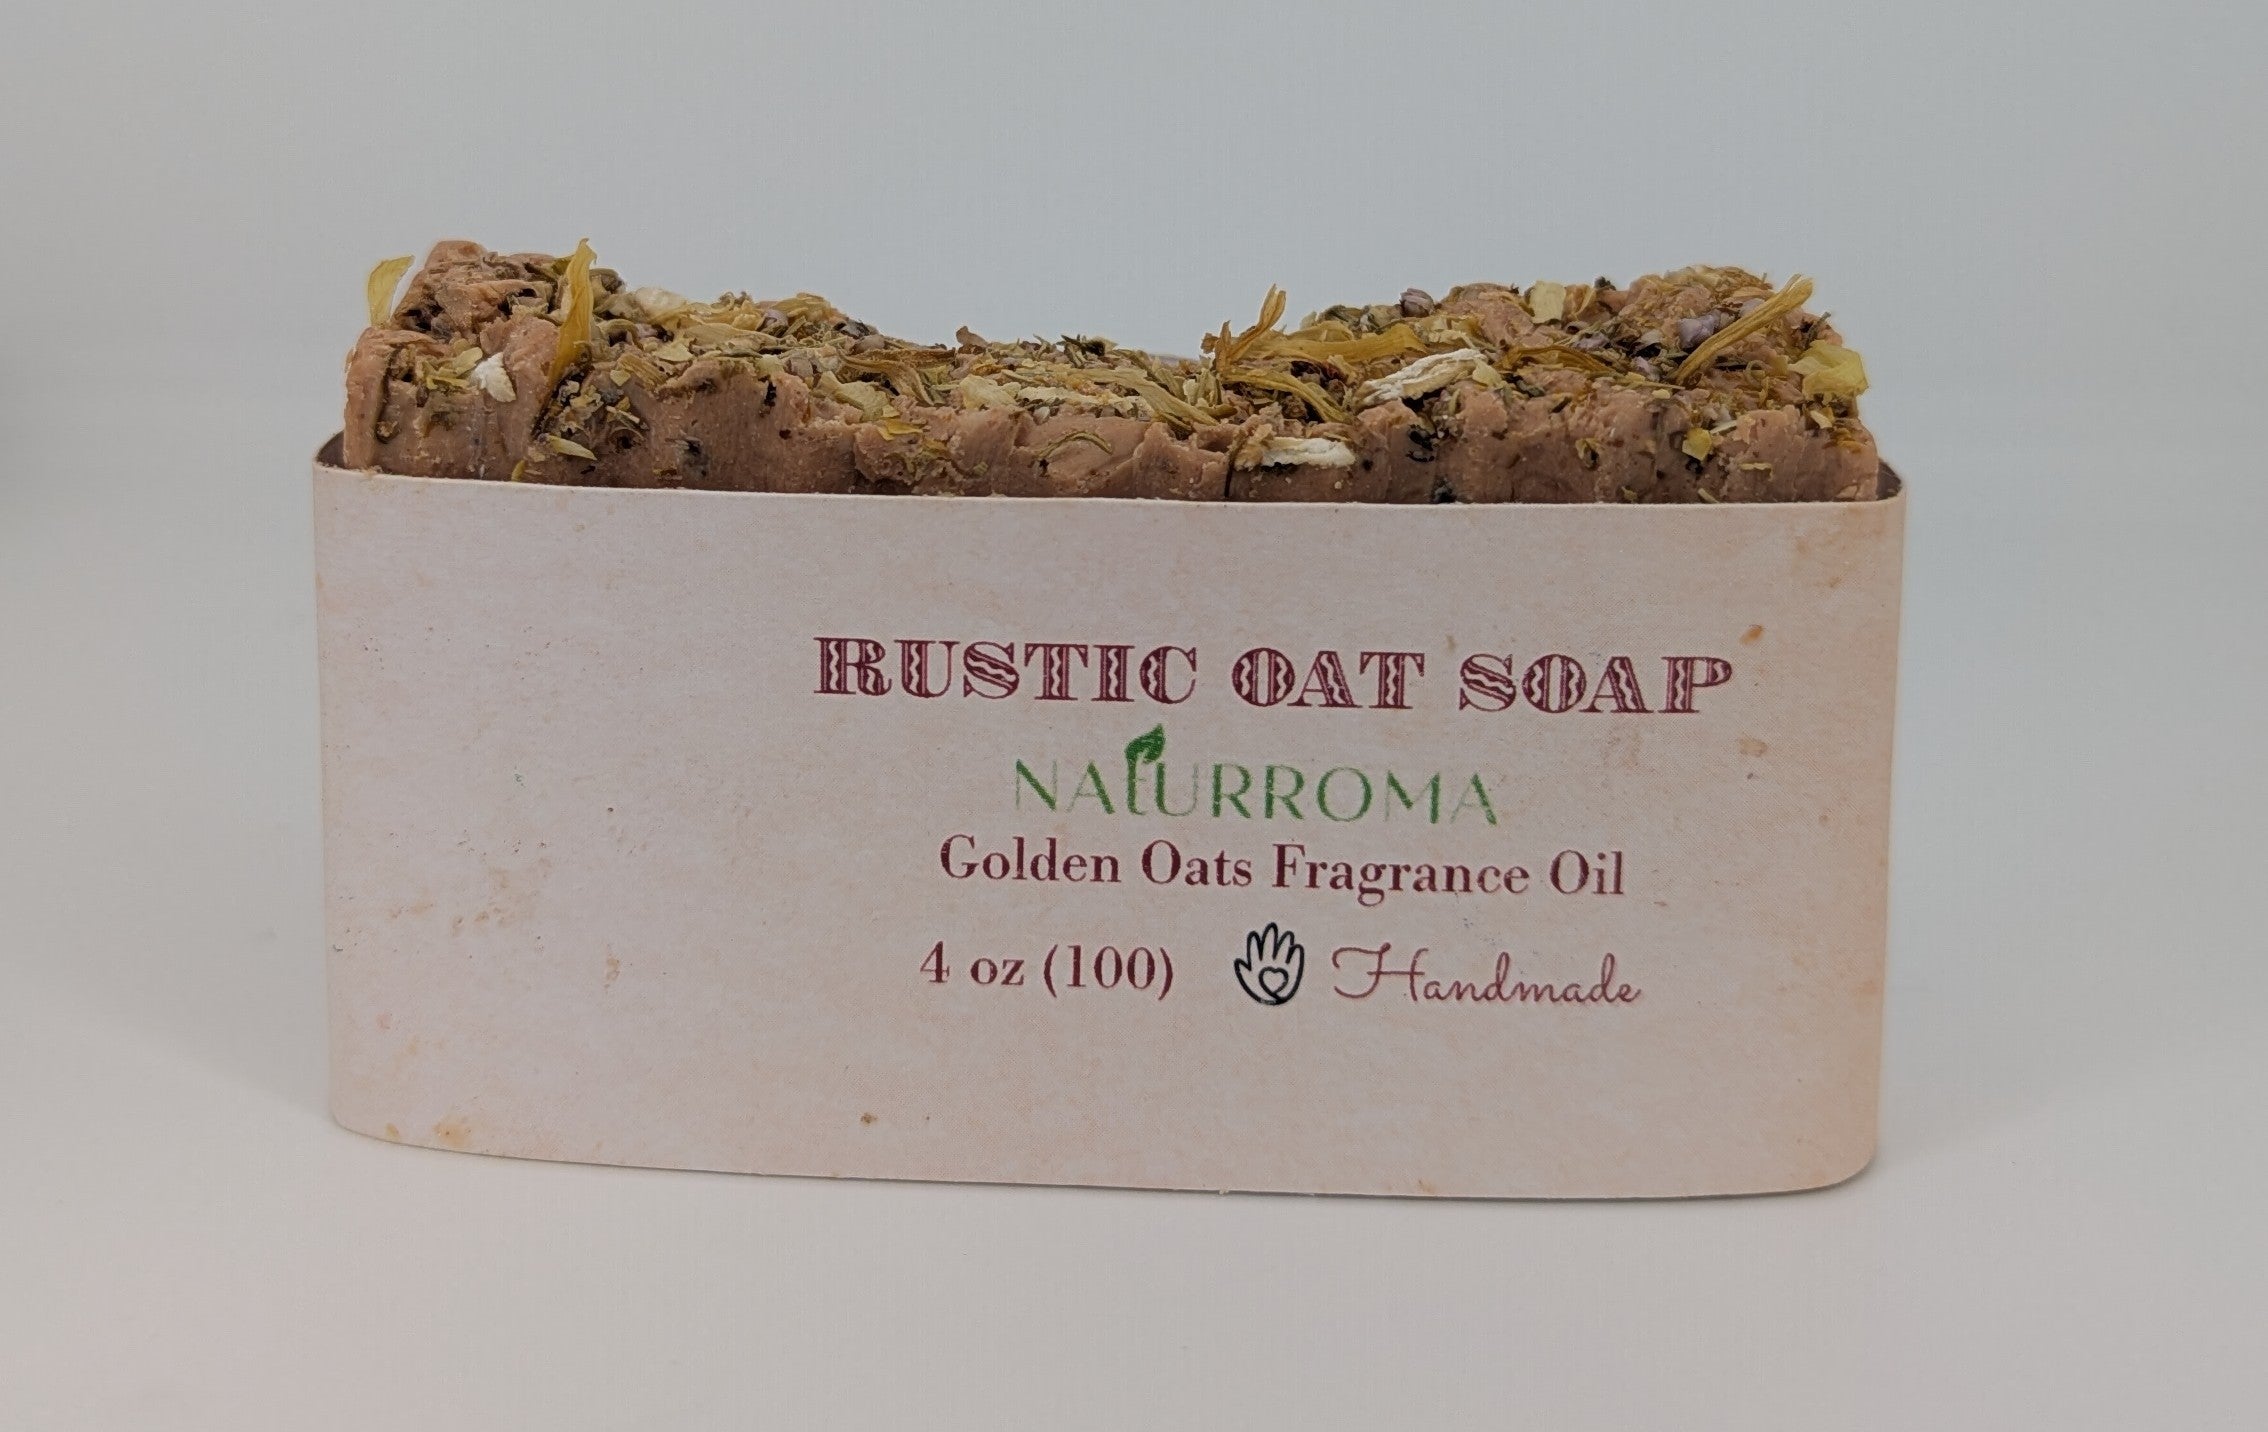 RUSTIC OAT SOAP
NATURROMA
Golden Oats Fragrance Oil
4 oz (100) Handmade